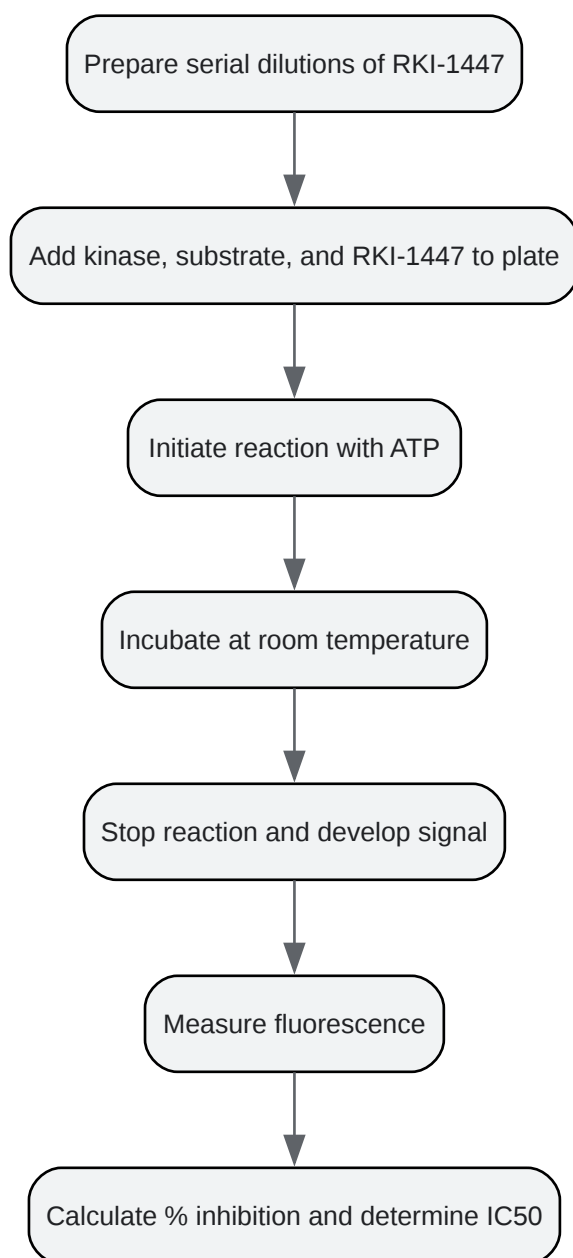 Prepare serial dilutions of RKI-1447
Add kinase, substrate, and RKI-1447 to plate
Initiate reaction with ATP
Incubate at room temperature
Stop reaction and develop signal
Measure fluorescence
Calculate % inhibition and determine IC50